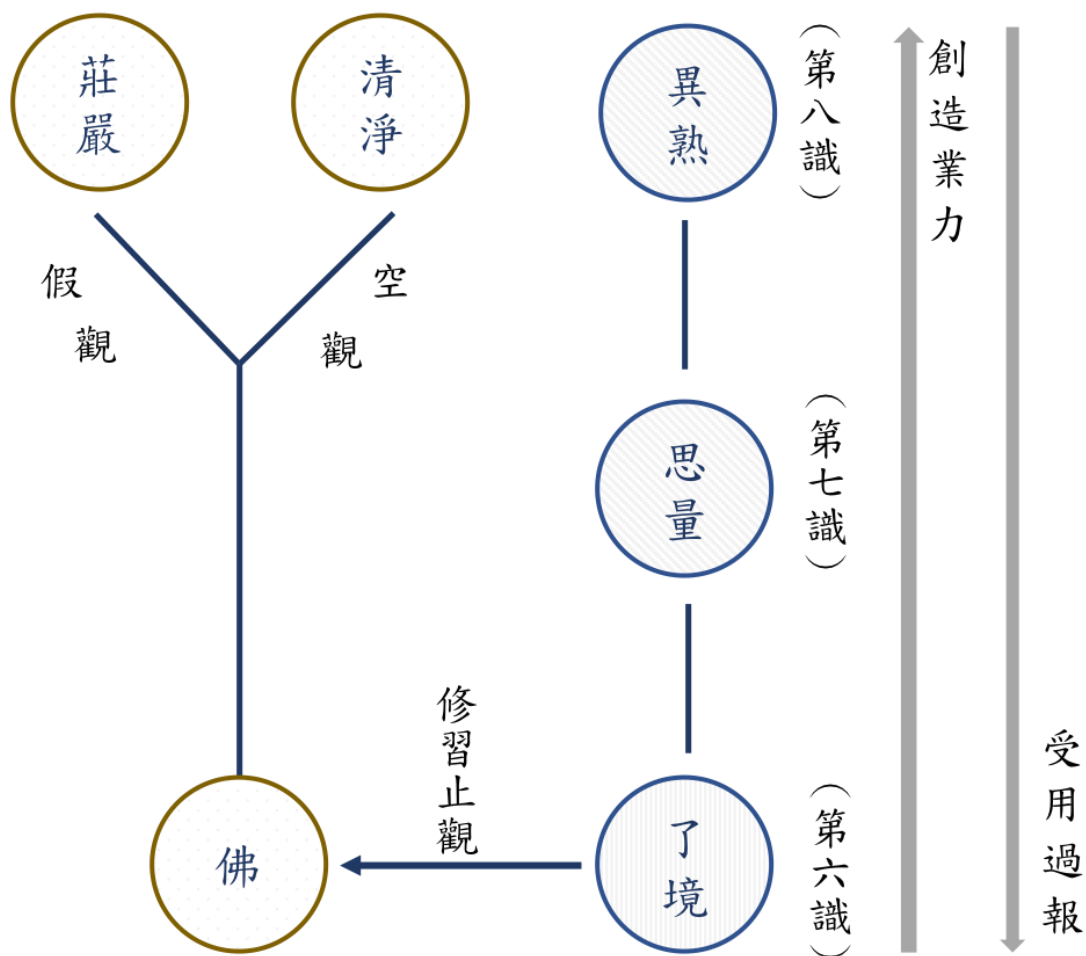 莊嚴
清淨
異熟
（第八識）
創造業力
假觀
空觀
思量
（第七識）
修習止觀
受用過報
佛
了境
（第六識）